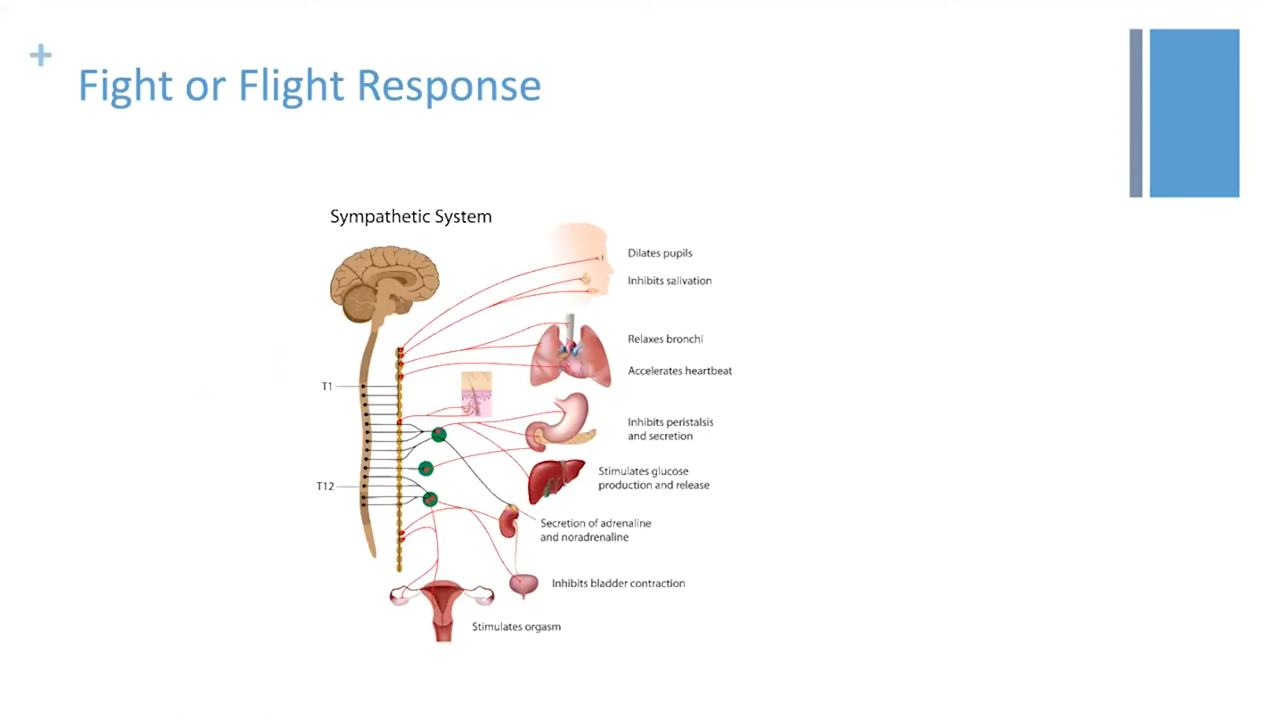 +
Fight or Flight Response
Sympathetic System
Dilates pupils
Inhibits salivation
Relaxes bronchi
Accelerates heartbeat
T1
Inhibits peristalsis
and secretion
Stimulates glucose
production and release
T12
Secretion of adrenaline
and noradrenaline
Inhibits bladder contraction
Stimulates orgasm